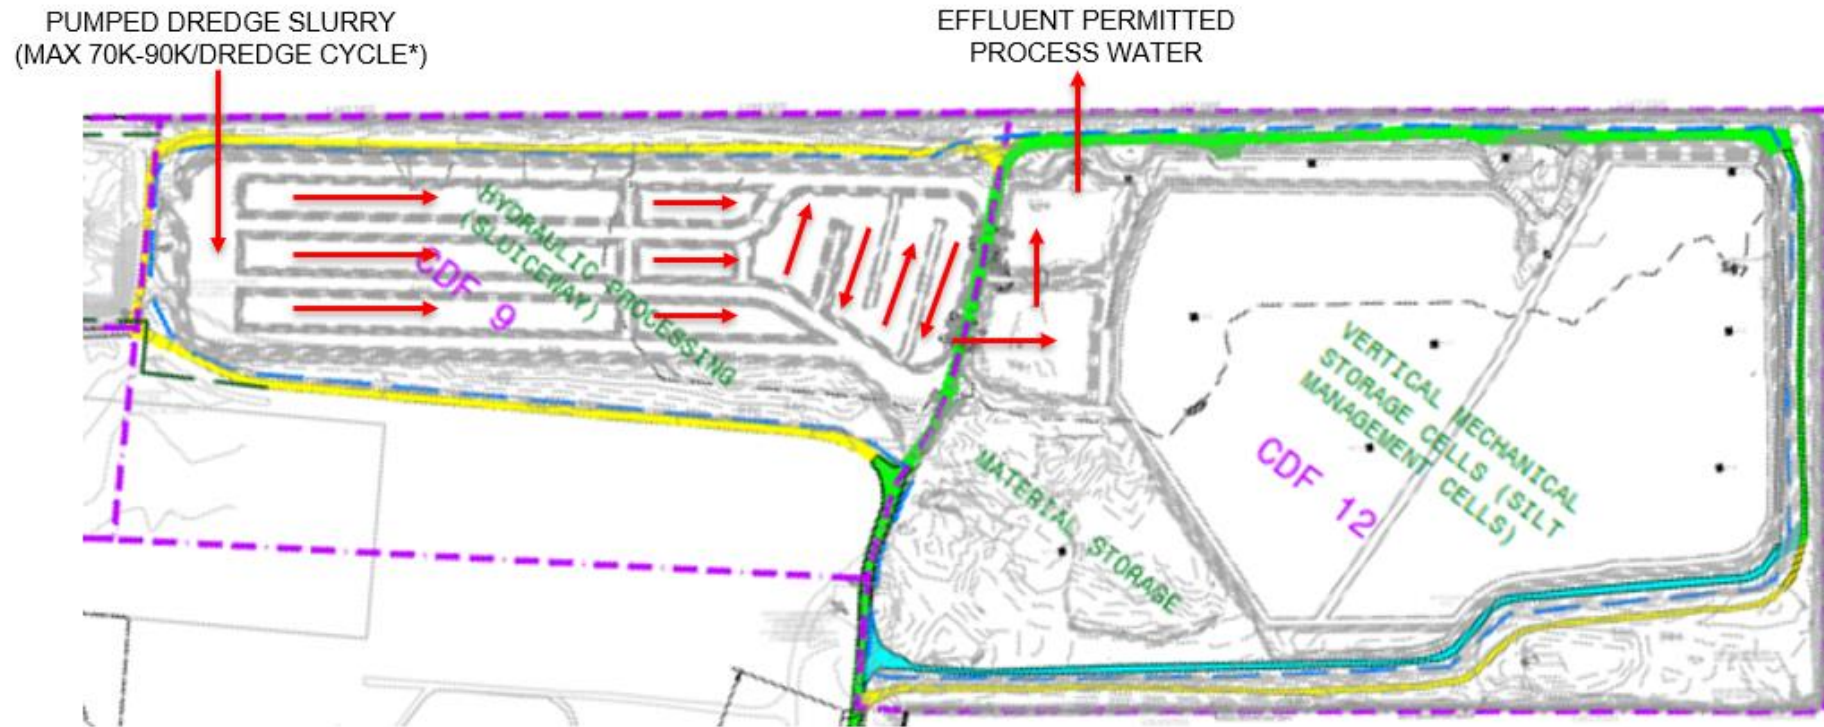 PUMPED DREDGE SLURRY
(MAX 70K-90K/DREDGE CYCLE*)
EFFLUENT PERMITTED
PROCESS WATER
HYDRAULIC PROCESSING
(SLUICEWAY)
CDF 9
VERTICAL MECHANICAL
STORAGE CELLS (SILT
MANAGEMENT CELLS)
CDF 12
MATERIAL STORAGE